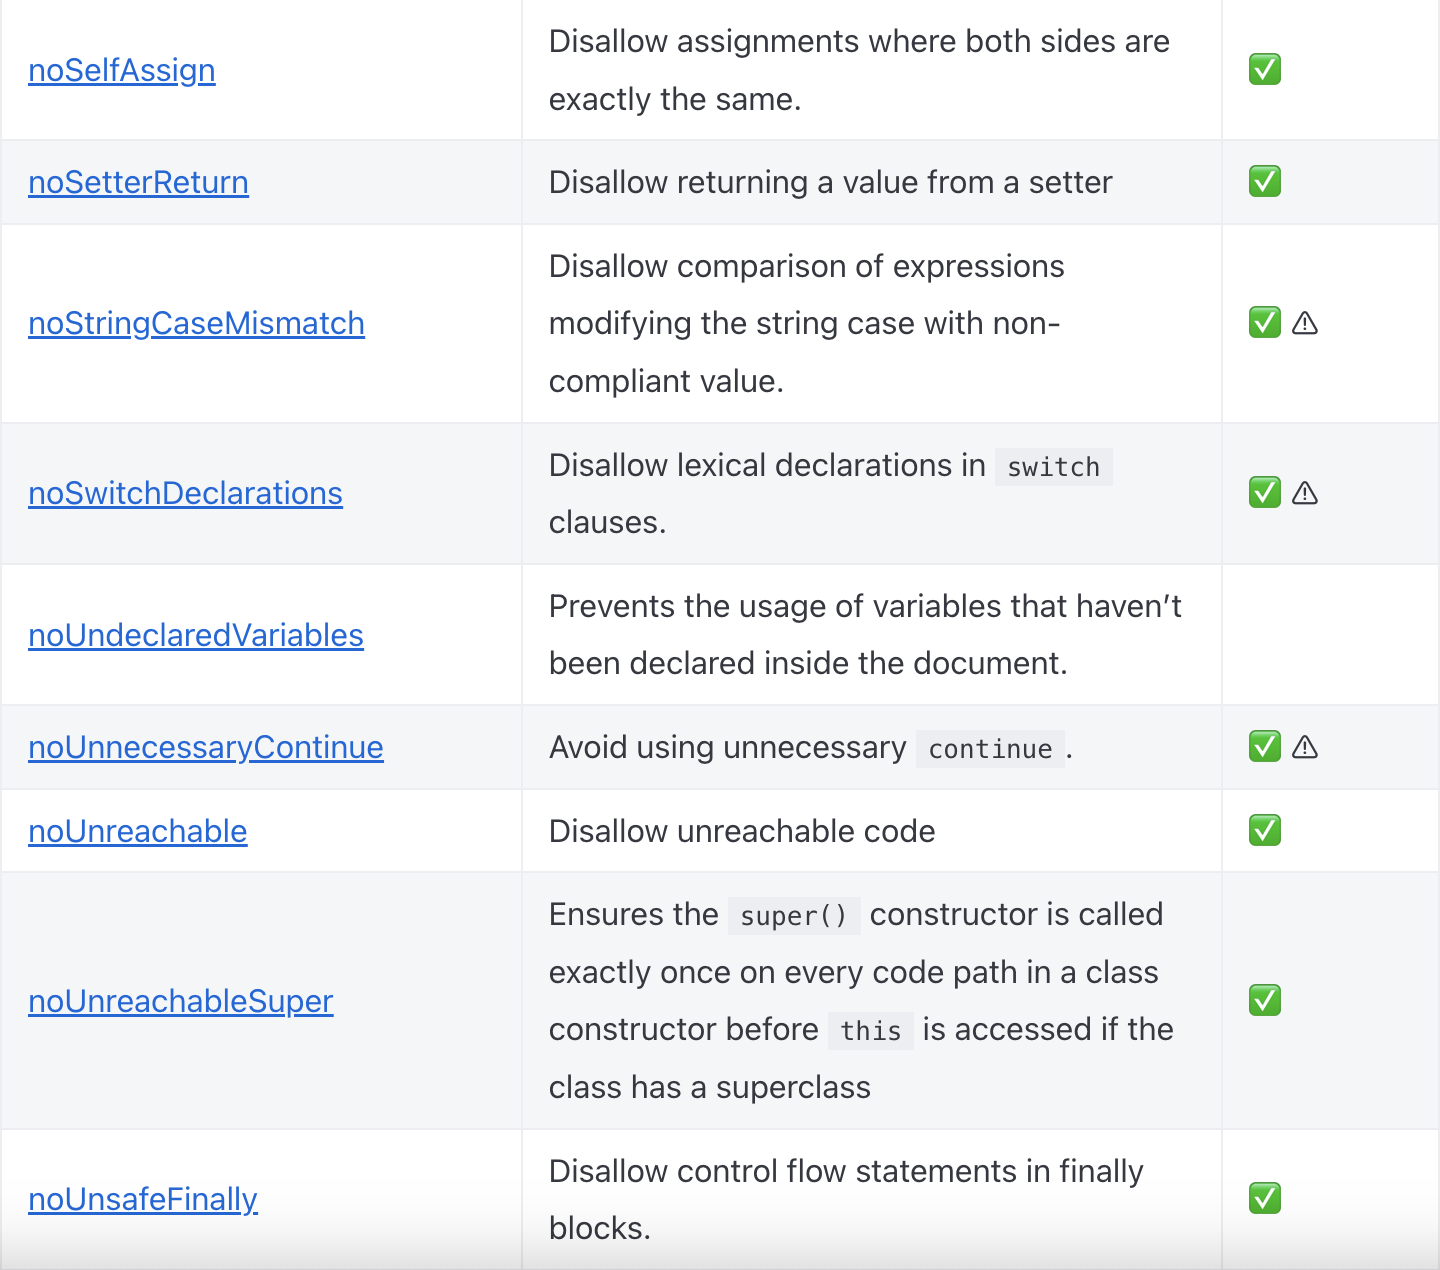 noSelfAssign
Disallow assignments where both sides are
exactly the same.
✅
noSetterReturn
Disallow returning a value from a setter
✅
noStringCaseMismatch
Disallow comparison of expressions
modifying the string case with non-
compliant value.
✅ ⚠
noSwitchDeclarations
Disallow lexical declarations in switch
clauses.
✅ ⚠
noUndeclaredVariables
Prevents the usage of variables that haven’t
been declared inside the document.
noUnnecessaryContinue
Avoid using unnecessary continue.
✅ ⚠
noUnreachable
Disallow unreachable code
✅
noUnreachableSuper
Ensures the super() constructor is called
exactly once on every code path in a class
constructor before this is accessed if the
class has a superclass
✅
noUnsafeFinally
Disallow control flow statements in finally
blocks.
✅